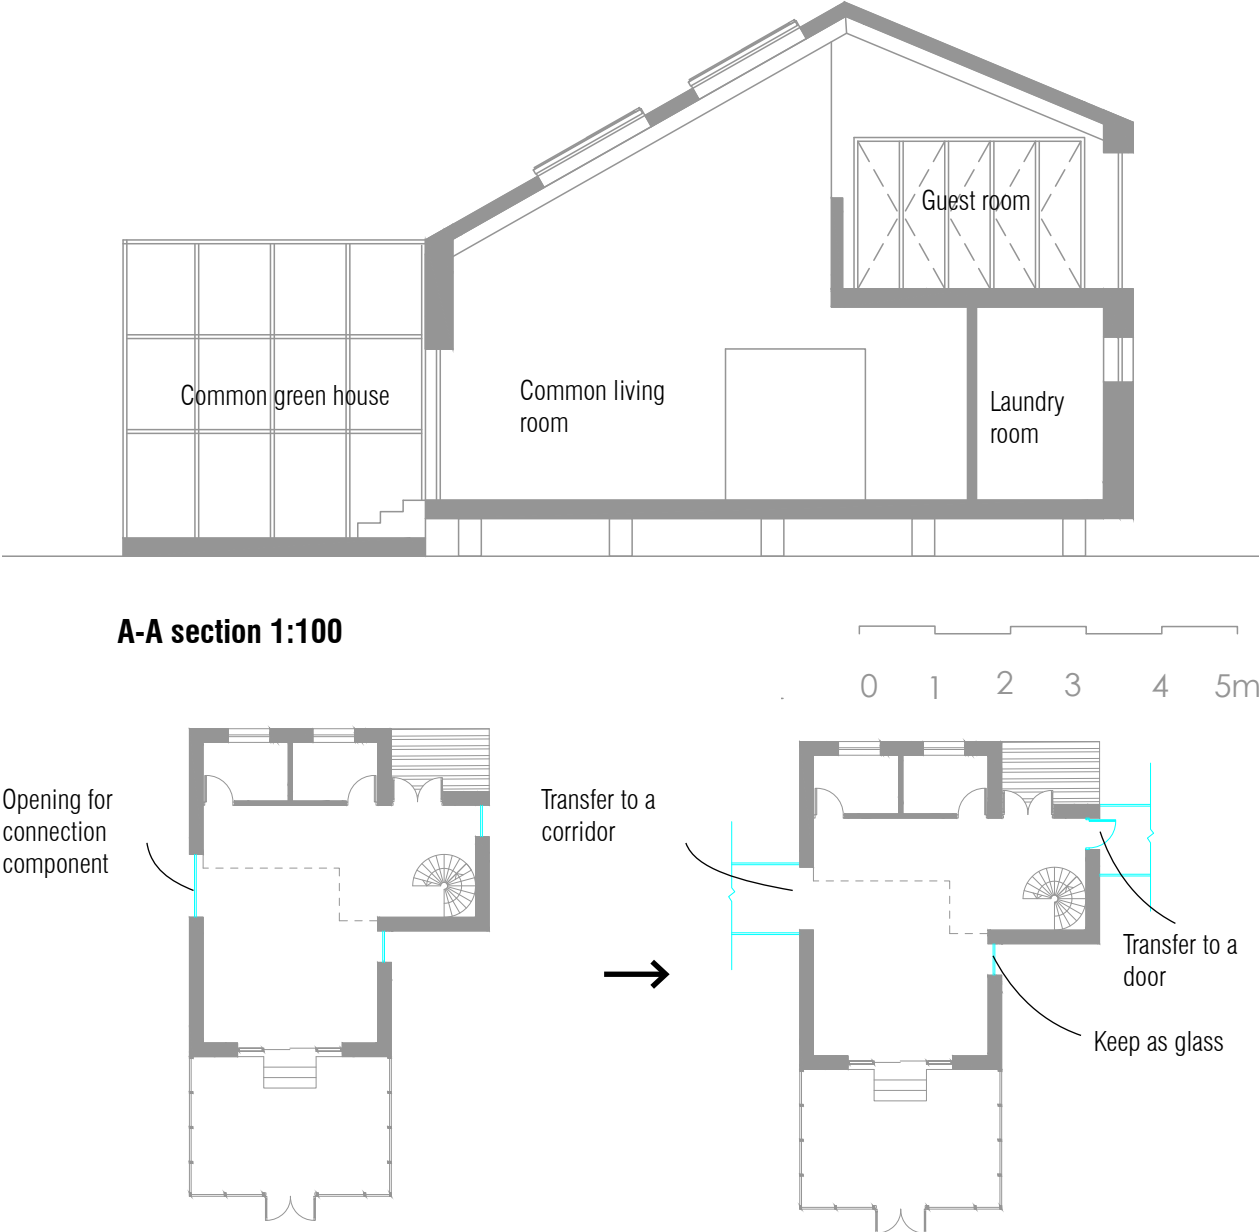 Guest room
Common green house
Common living
room
Laundry
room
A-A section 1:100
0 1 2 3 4 5m
Opening for
connection
component
Transfer to a
corridor
Transfer to a
door
Keep as glass